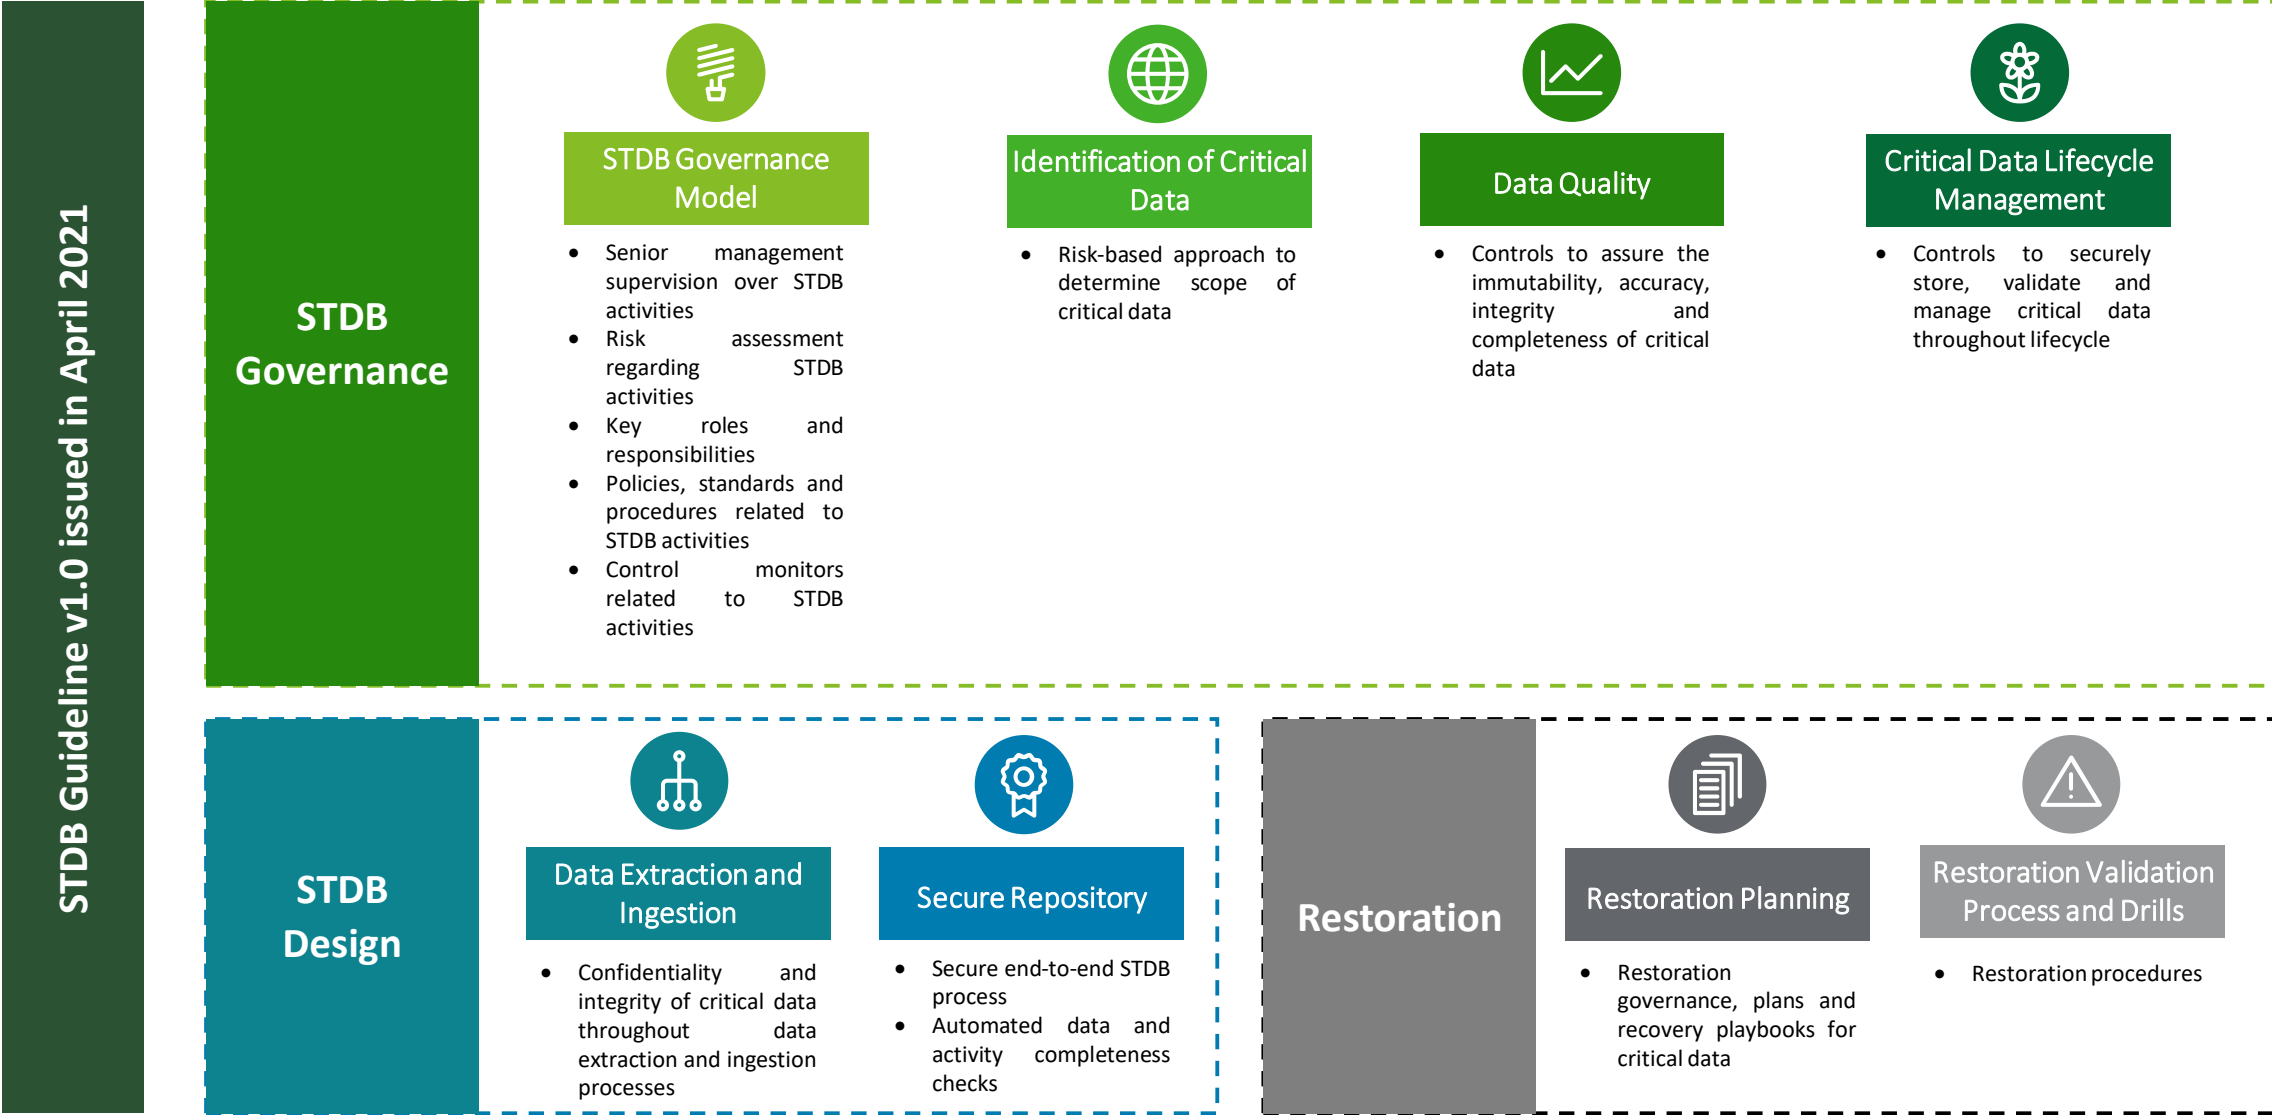 STDB Guideline v1.0 issued in April 2021
STDB
Governance
STDB Governance
Model
• Senior management
supervision over STDB
activities
• Risk assessment
regarding STDB
activities
• Key roles and
responsibilities
• Policies, standards and
procedures related to
STDB activities
• Control monitors
related to STDB
activities
Identification of Critical
Data
• Risk-based approach to
determine scope of
critical data
Data Quality
• Controls to assure the
immutability, accuracy,
integrity and
completeness of critical
data
Critical Data Lifecycle
Management
• Controls to securely
store, validate and
manage critical data
throughout lifecycle
STDB
Design
Data Extraction and
Ingestion
• Confidentiality and
integrity of critical data
throughout data
extraction and ingestion
processes
Secure Repository
• Secure end-to-end STDB
process
• Automated data and
activity completeness
checks
Restoration
Restoration Planning
• Restoration
governance, plans and
recovery playbooks for
critical data
Restoration Validation
Process and Drills
• Restoration procedures